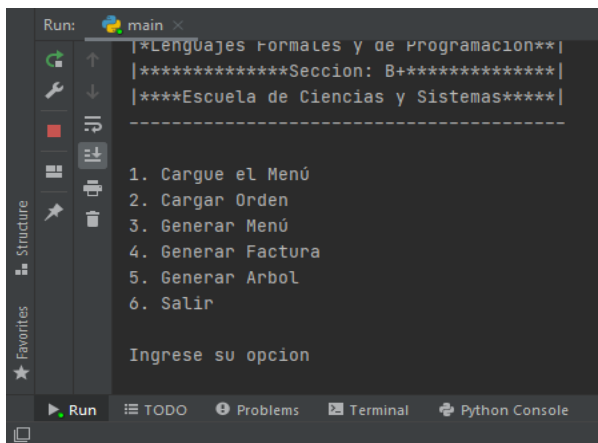 Run: main
|*Lenguajes Formales y de Programacion**|
|**************Seccion: B+**************|
|****Escuela de Ciencias y Sistemas*****|
----------------------------------------
1. Cargue el Menú
2. Cargar Orden
3. Generar Menú
4. Generar Factura
5. Generar Arbol
6. Salir
Ingrese su opcion
Structure
Favorites
Run TODO Problems Terminal Python Console